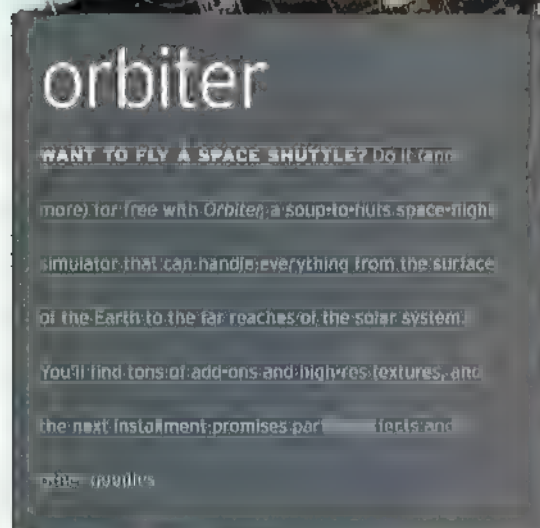 orbiter
WANT TO FLY A SPACE SHUTTLE? Do it (and
more) for free with Orbiter, a soup-to-nuts space-flight
simulator that can handle everything from the surface
of the Earth to the far reaches of the solar system.
You'll find tons of add-ons and high-res textures, and
the next installment promises and
goodies